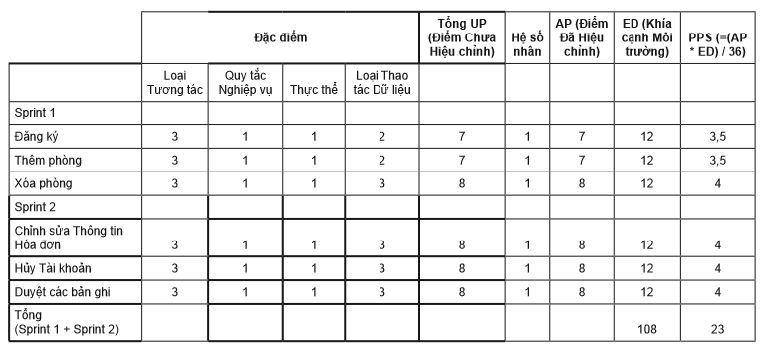 Đặc điểm Tổng UP (Điểm Chưa Hiệu chỉnh) Hệ số nhân AP (Điểm Đã Hiệu chỉnh) ED (Khía cạnh Môi trường) PPS (=(AP * ED) / 36)
Loại Tương tác Quy tắc Nghiệp vụ Thực thể Loại Thao tác Dữ liệu
Sprint 1
Đăng ký 3 1 1 2 7 1 7 12 3,5
Thêm phòng 3 1 1 2 7 1 7 12 3,5
Xóa phòng 3 1 1 3 8 1 8 12 4
Sprint 2
Chỉnh sửa Thông tin Hóa đơn 3 1 1 3 8 1 8 12 4
Hủy Tài khoản 3 1 1 3 8 1 8 12 4
Duyệt các bản ghi 3 1 1 3 8 1 8 12 4
Tổng (Sprint 1 + Sprint 2) 108 23